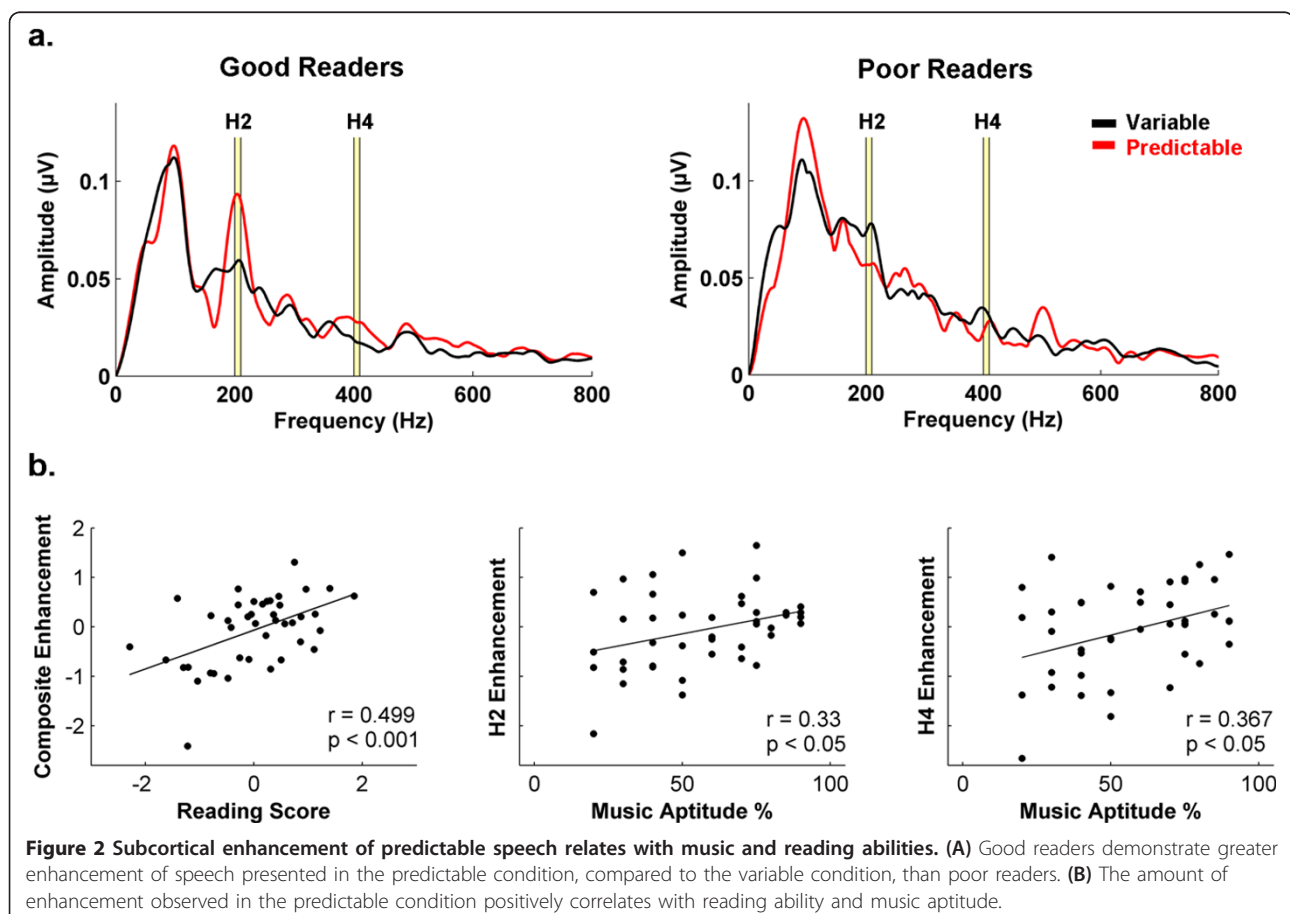 a.
Good Readers
Poor Readers
H2
H4
H2
H4
Variable
Predictable
Amplitude (µV)
0.1
0.05
0
0
200
400
600
800
Frequency (Hz)
Amplitude (µV)
0.1
0.05
0
0
200
400
600
800
Frequency (Hz)
b.
Composite Enhancement
2
1
0
-1
-2
r = 0.499
p < 0.001
-2
0
2
Reading Score
H2 Enhancement
r = 0.33
p < 0.05
0
50
100
Music Aptitude %
H4 Enhancement
r = 0.367
p < 0.05
0
50
100
Music Aptitude %
Figure 2 Subcortical enhancement of predictable speech relates with music and reading abilities. (A) Good readers demonstrate greater
enhancement of speech presented in the predictable condition, compared to the variable condition, than poor readers. (B) The amount of
enhancement observed in the predictable condition positively correlates with reading ability and music aptitude.